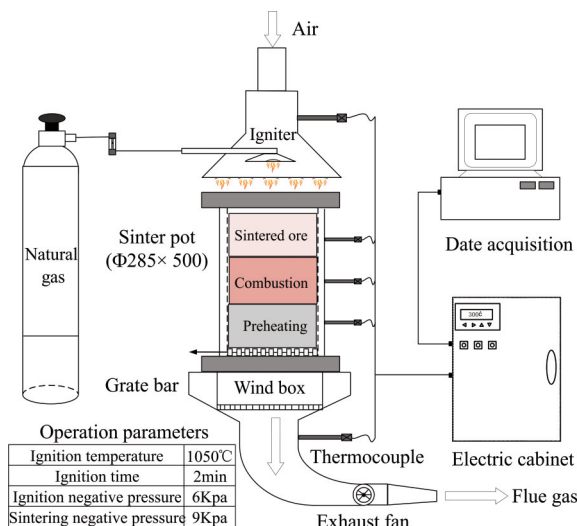 Air
Igniter
Natural
gas
Sinter pot
(Φ285× 500)
Sintered ore
Combustion
Preheating
Date acquisition
300℃
Grate bar
Wind box
Operation parameters
Ignition temperature 1050℃
Ignition time 2min
Ignition negative pressure 6Kpa
Sintering negative pressure 9Kpa
Thermocouple
Electric cabinet
Exhaust fan
Flue gas